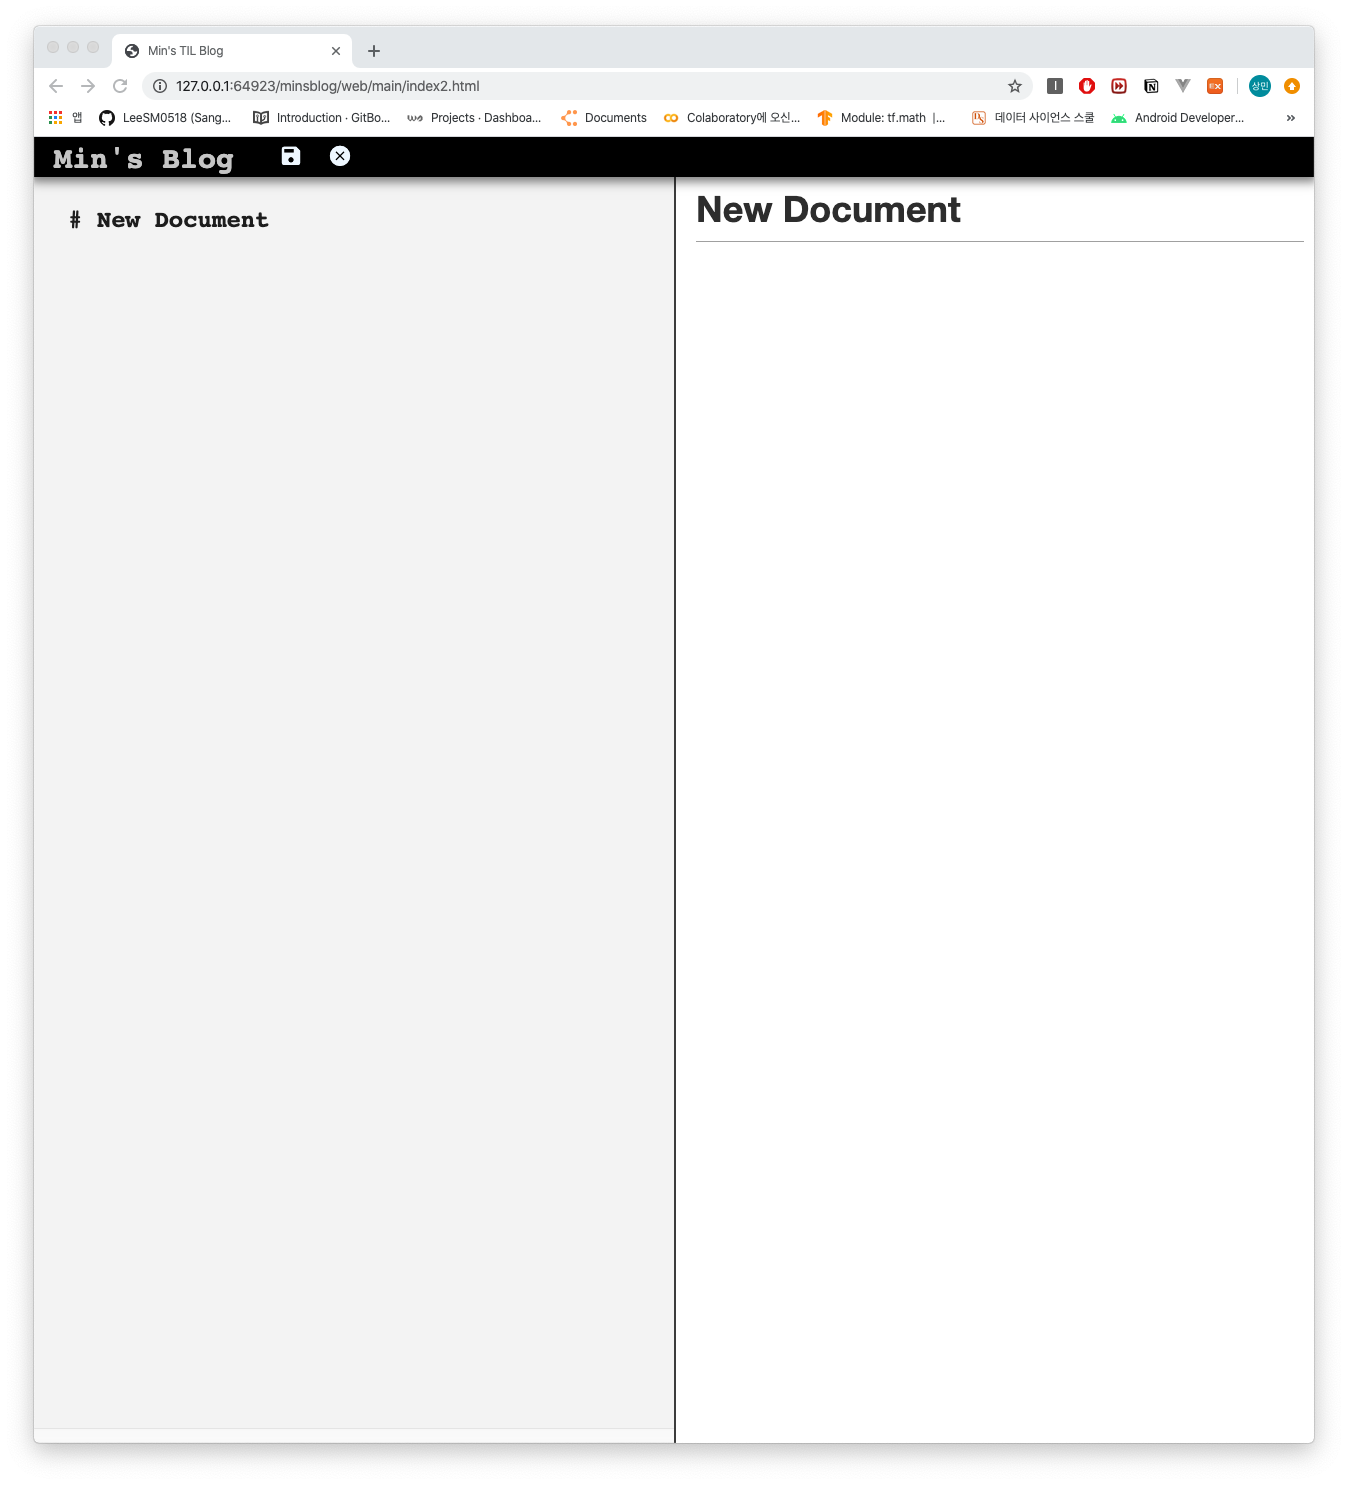 Min's TIL Blog
127.0.0.1:64923/minsblog/web/main/index2.html
상민
앱 LeeSM0518 (Sang... Introduction · GitBo... Projects · Dashboa... Documents Colaboratory에 오신... Module: tf.math |... 데이터 사이언스 스쿨 Android Developer... »
Min's Blog
# New Document
New Document